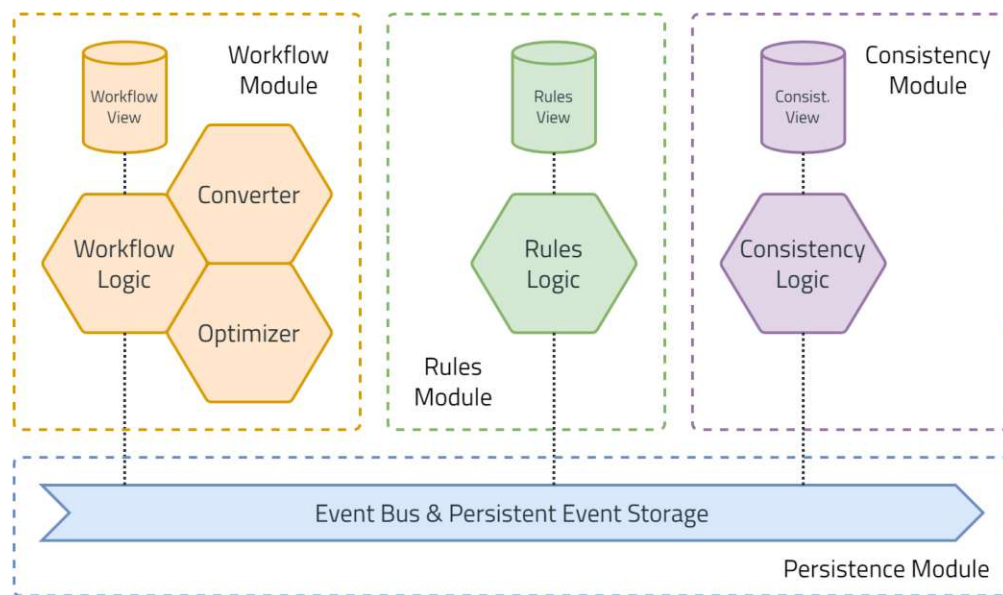 Workflow
Module
Workflow
View
Converter
Workflow
Logic
Optimizer
Rules
View
Rules
Logic
Rules
Module
Consistency
Module
Consist.
View
Consistency
Logic
Event Bus & Persistent Event Storage
Persistence Module